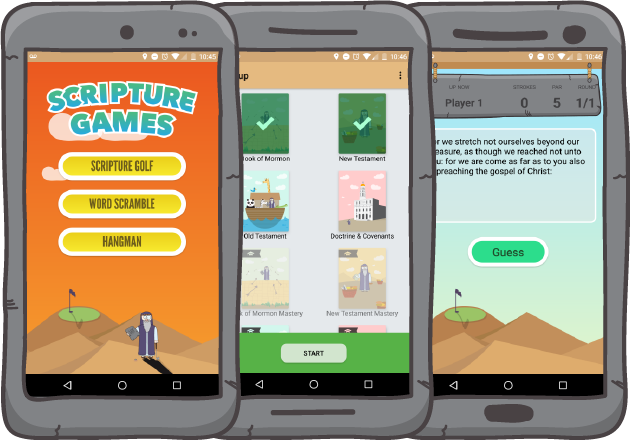 10:45
SCRIPTURE
GAMES
SCRIPTURE GOLF
WORD SCRAMBLE
HANGMAN
10:46
up
Book of Mormon
New Testament
Old Testament
Doctrine & Covenants
k of Mormon Mastery
New Testament Mastery
START
10:46
UP NOW STROKES PAR ROUND
Player 1 0 5 1/1
or we stretch not ourselves beyond our
easure, as though we reached not unto
ou: for we are come as far as to you also
preaching the gospel of Christ:
Guess